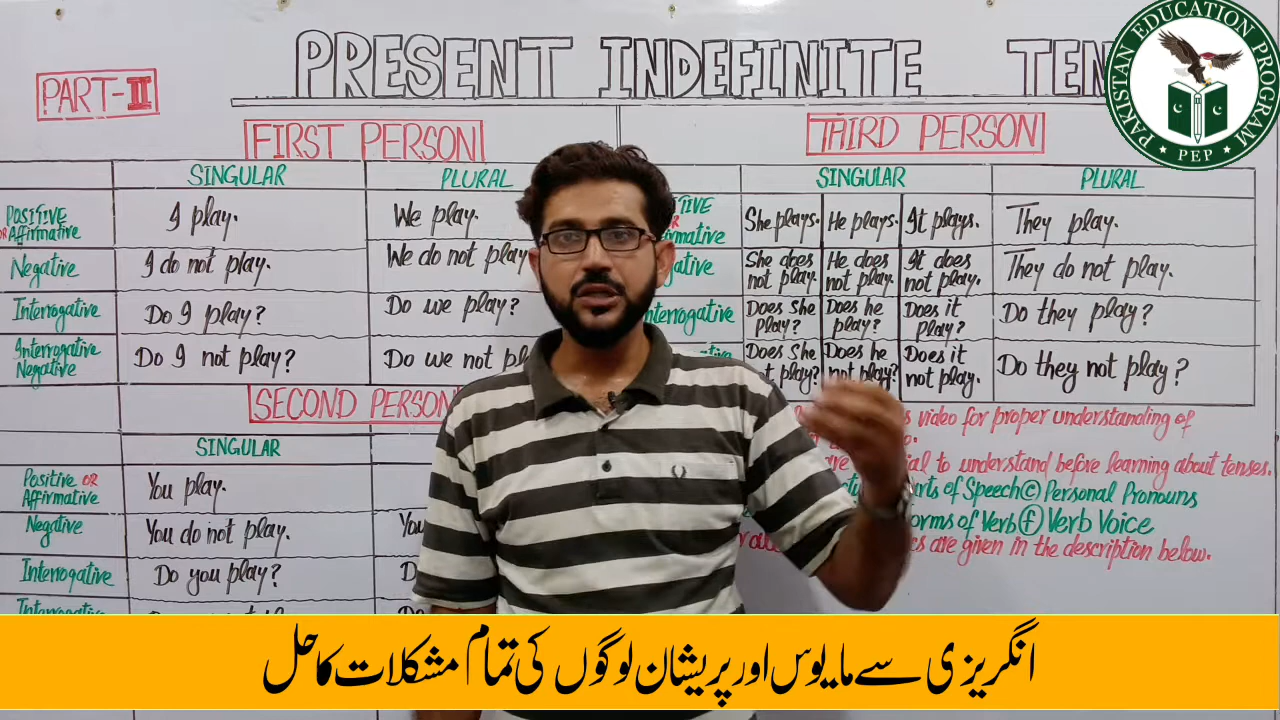 PRESENT INDEFINITE TEN
PART-II
PAKISTAN EDUCATION PROGRAM
PEP
FIRST PERSON
SINGULAR
PLURAL
POSITIVE
OR Affirmative
I play.
We play.
Negative
I do not play.
We do not play
Interrogative
Do I play?
Do we play?
Interrogative
Negative
Do I not play?
Do we not pl
THIRD PERSON
SINGULAR
PLURAL
She plays.
He plays.
It plays.
They play.
She does
not play.
He does
not play.
It does
not play.
They do not play.
Interrogative
Does she
Play?
Does he
play?
Does it
Play?
Do they play?
Does she
t play?
Does he
not play?
Does it
not play.
Do they not play?
SECOND PERSON
SINGULAR
Positive OR
Affirmative
You play.
Negative
You do not play.
You
Interrogative
Do you play?
D
s video for proper understanding of
are
ial to understand before learning about tenses.
rts of Speech (c) Personal Pronouns
orms of Verb (f) Verb Voice
cs are given in the description below.
انگریزی سے مایوس اور پریشان لوگوں کی تمام مشکلات کا حل